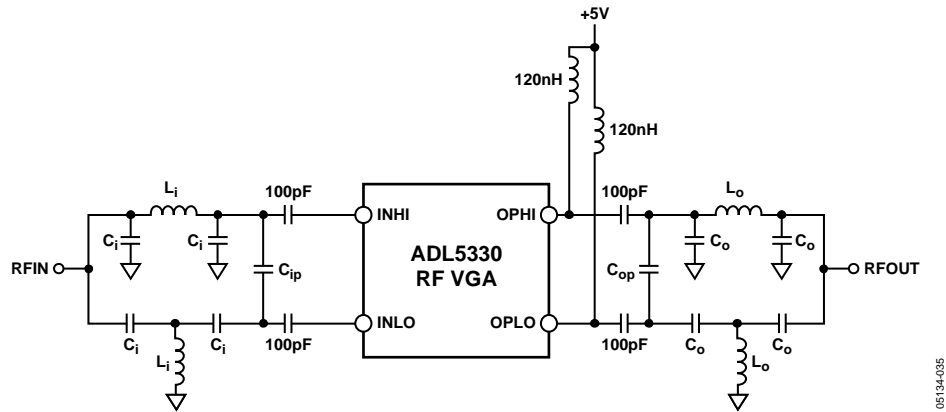 +5V
120nH
120nH
Li
100pF
100pF
Lo
Ci
Ci
INHI
OPHI
Co
Co
ADL5330
RF VGA
RFIN
Cip
Cop
RFOUT
INLO
OPLO
Ci
Ci
100pF
100pF
Co
Co
Li
Lo
05134-035